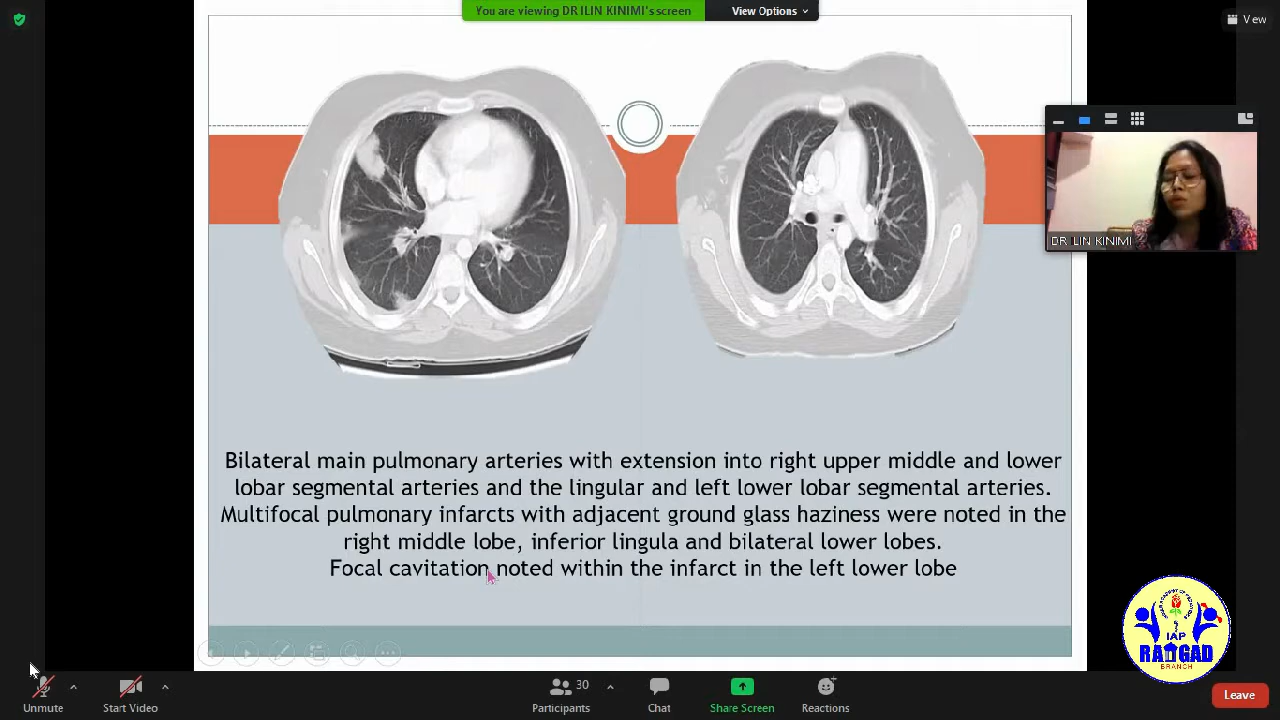 You are viewing DR ILIN KINIMI's screen
View Options
View
DR ILIN KINIMI
Bilateral main pulmonary arteries with extension into right upper middle and lower
lobar segmental arteries and the lingular and left lower lobar segmental arteries.
Multifocal pulmonary infarcts with adjacent ground glass haziness were noted in the
right middle lobe, inferior lingula and bilateral lower lobes.
Focal cavitation noted within the infarct in the left lower lobe
IAP
RAIGAD
BRANCH
Unmute
Start Video
30
Participants
Chat
Share Screen
Reactions
Leave